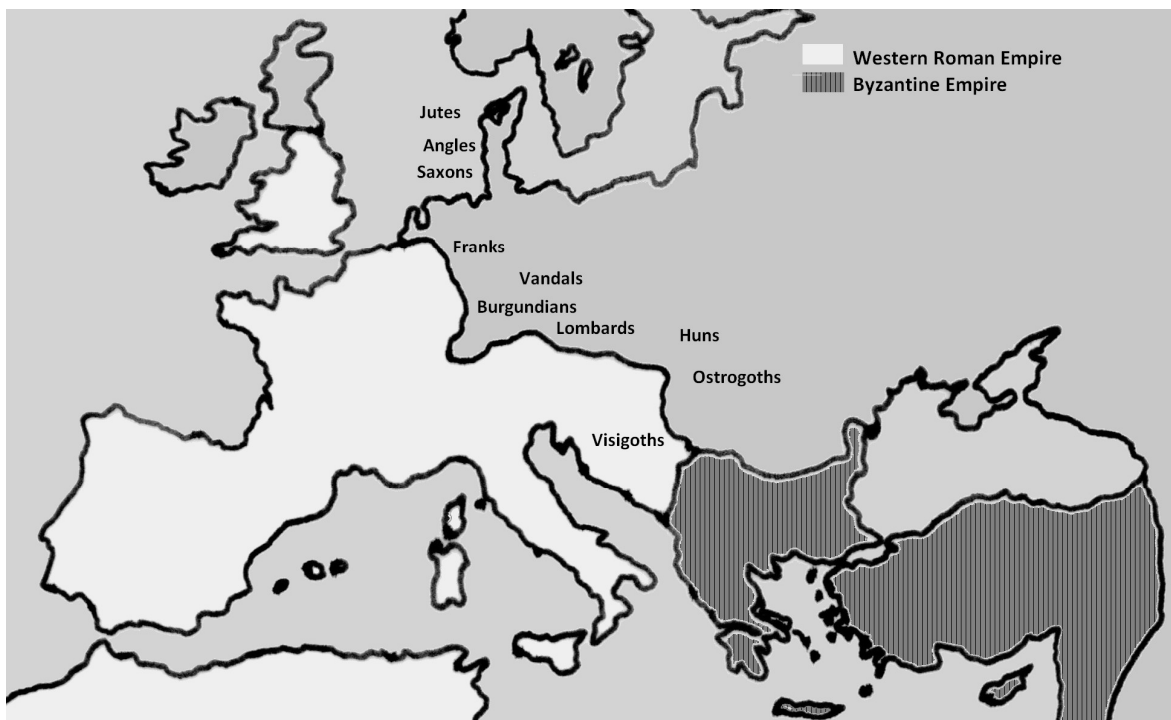 Western Roman Empire
Byzantine Empire
Jutes
Angles
Saxons
Franks
Vandals
Burgundians
Lombards
Huns
Ostrogoths
Visigoths